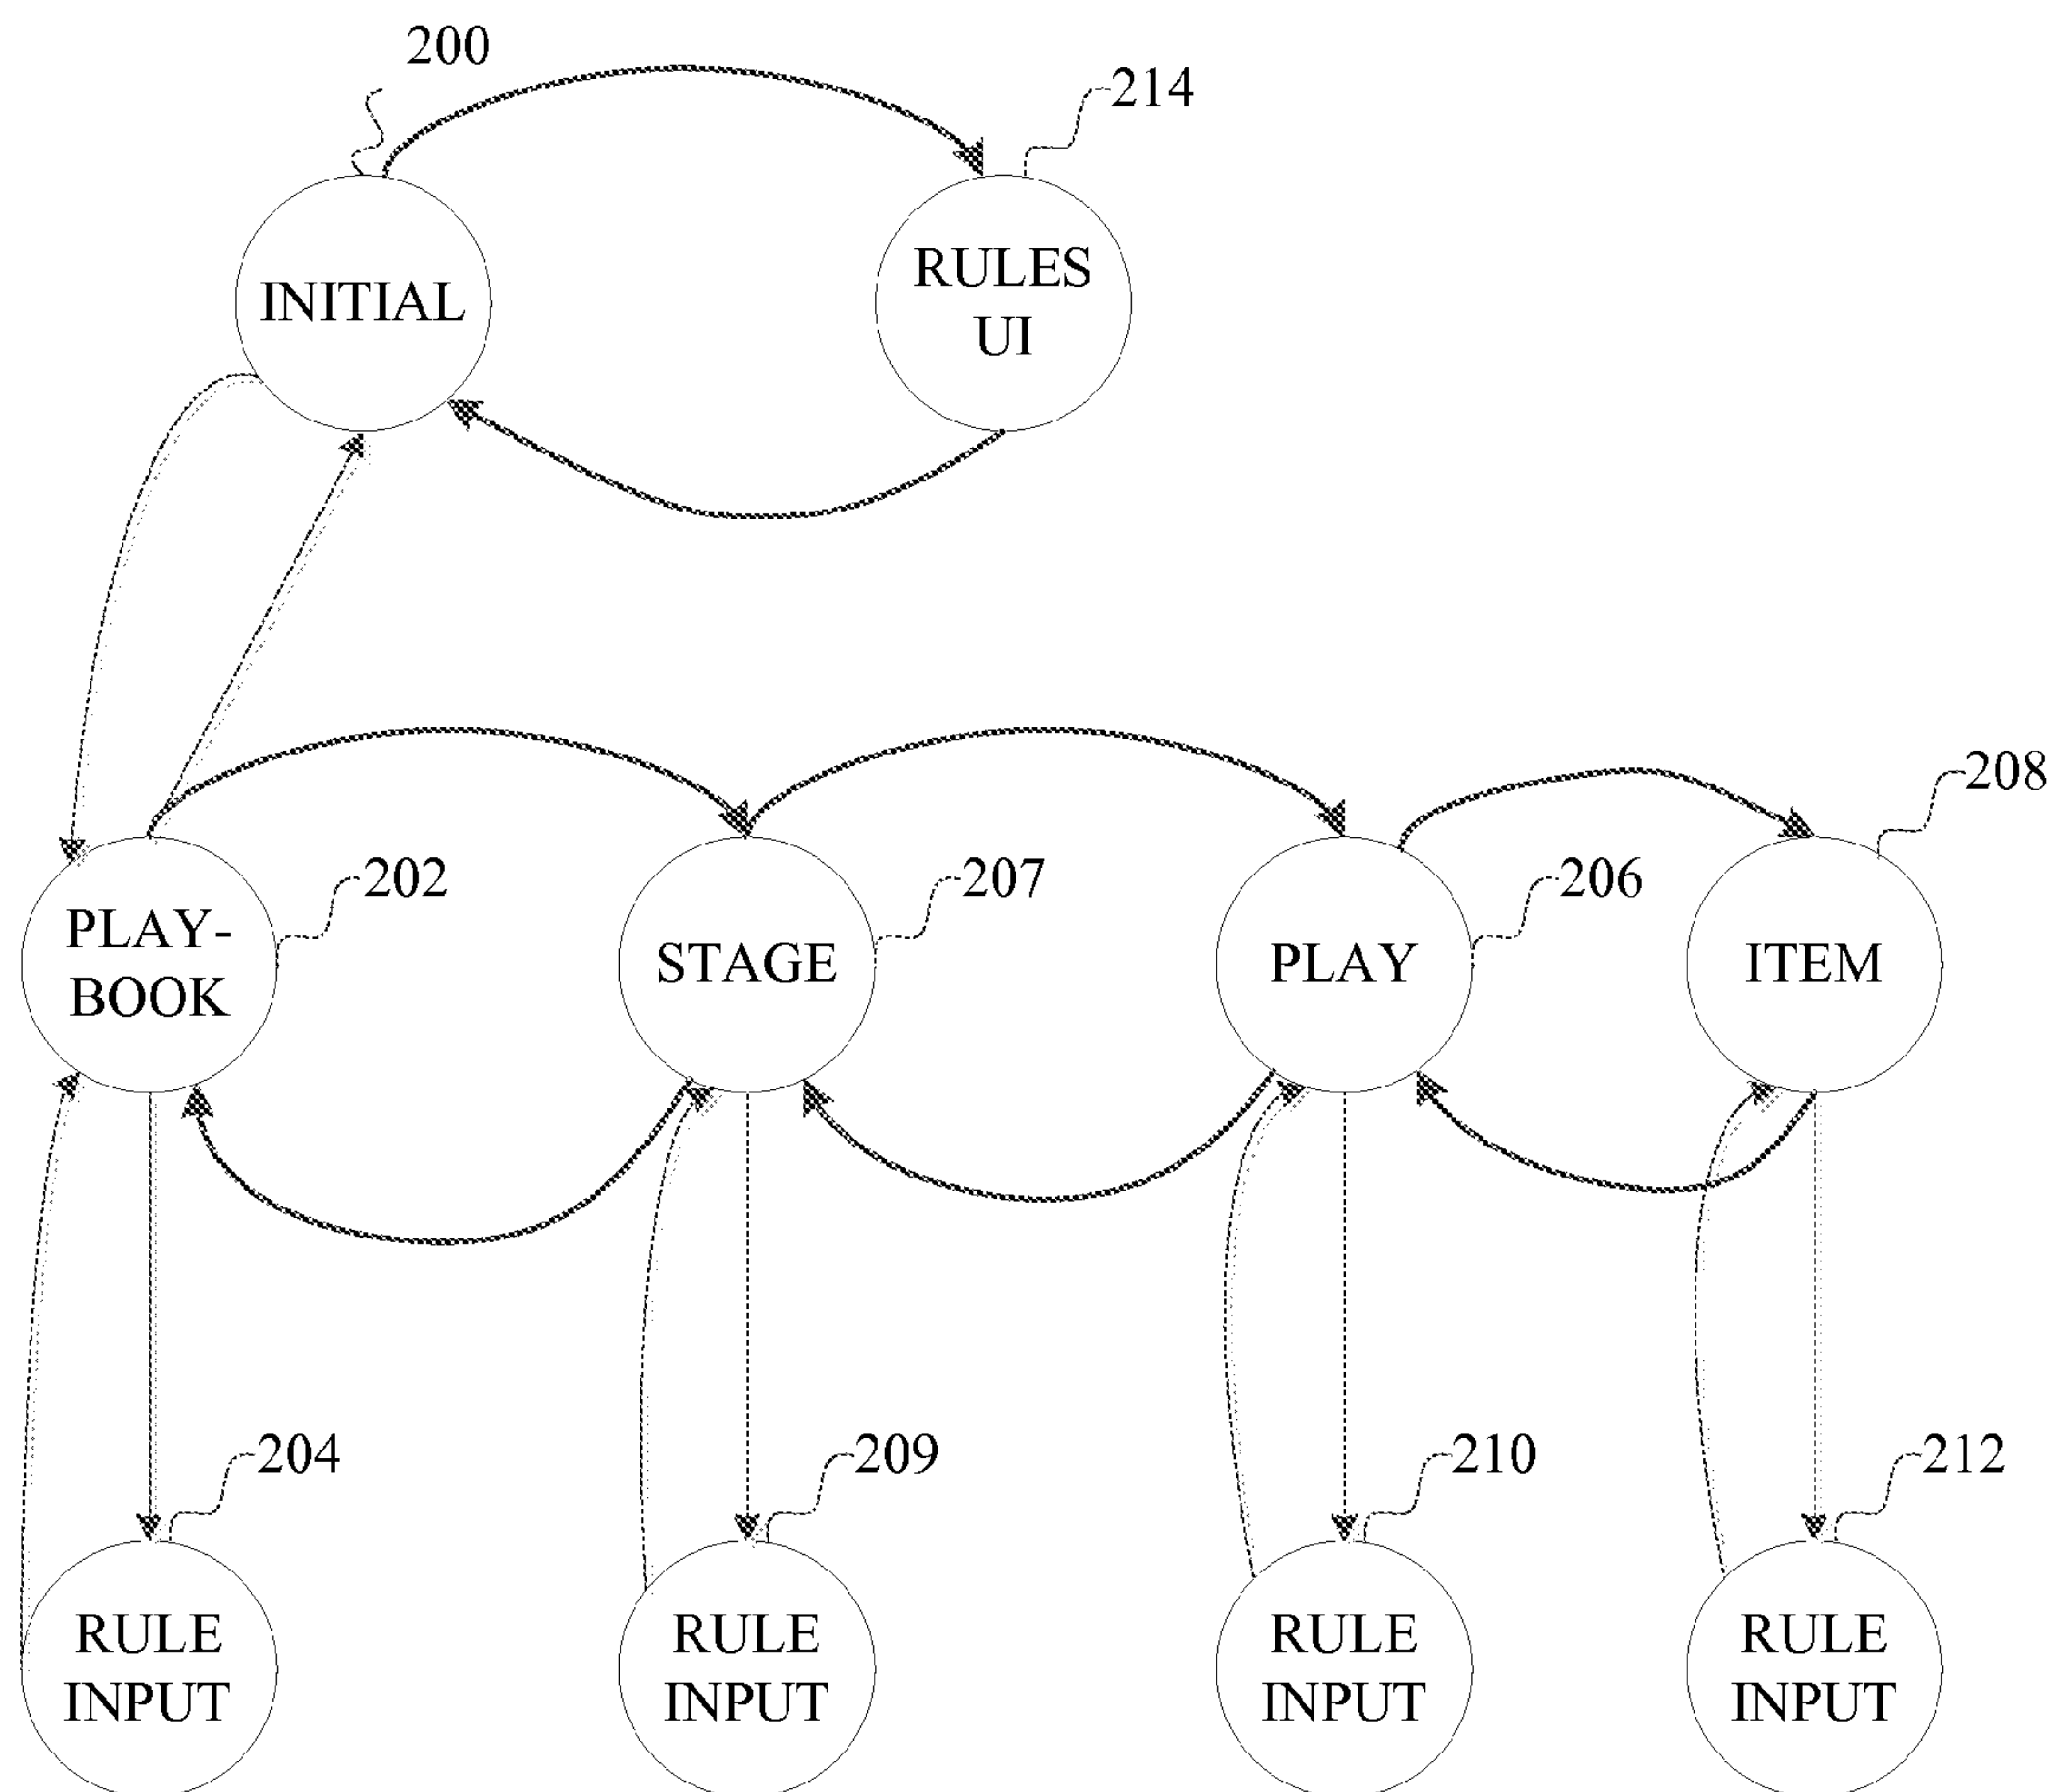 200
214
INITIAL
RULES
UI
208
202
207
206
PLAY-
BOOK
STAGE
PLAY
ITEM
204
209
210
212
RULE
INPUT
RULE
INPUT
RULE
INPUT
RULE
INPUT